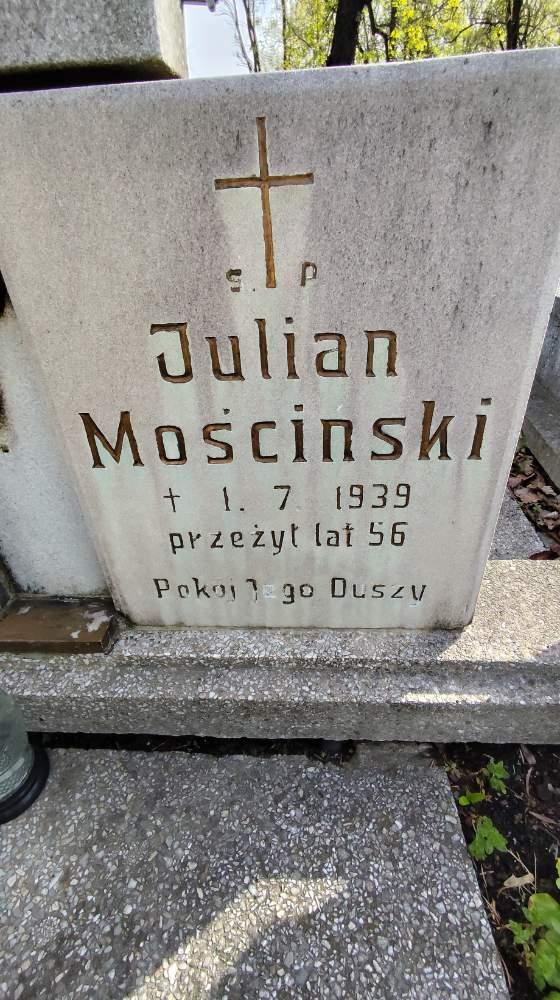 ś. P
Julian
Mościnski
† 1. 7. 1939
przeżył lat 56
Pokoj Jego Duszy